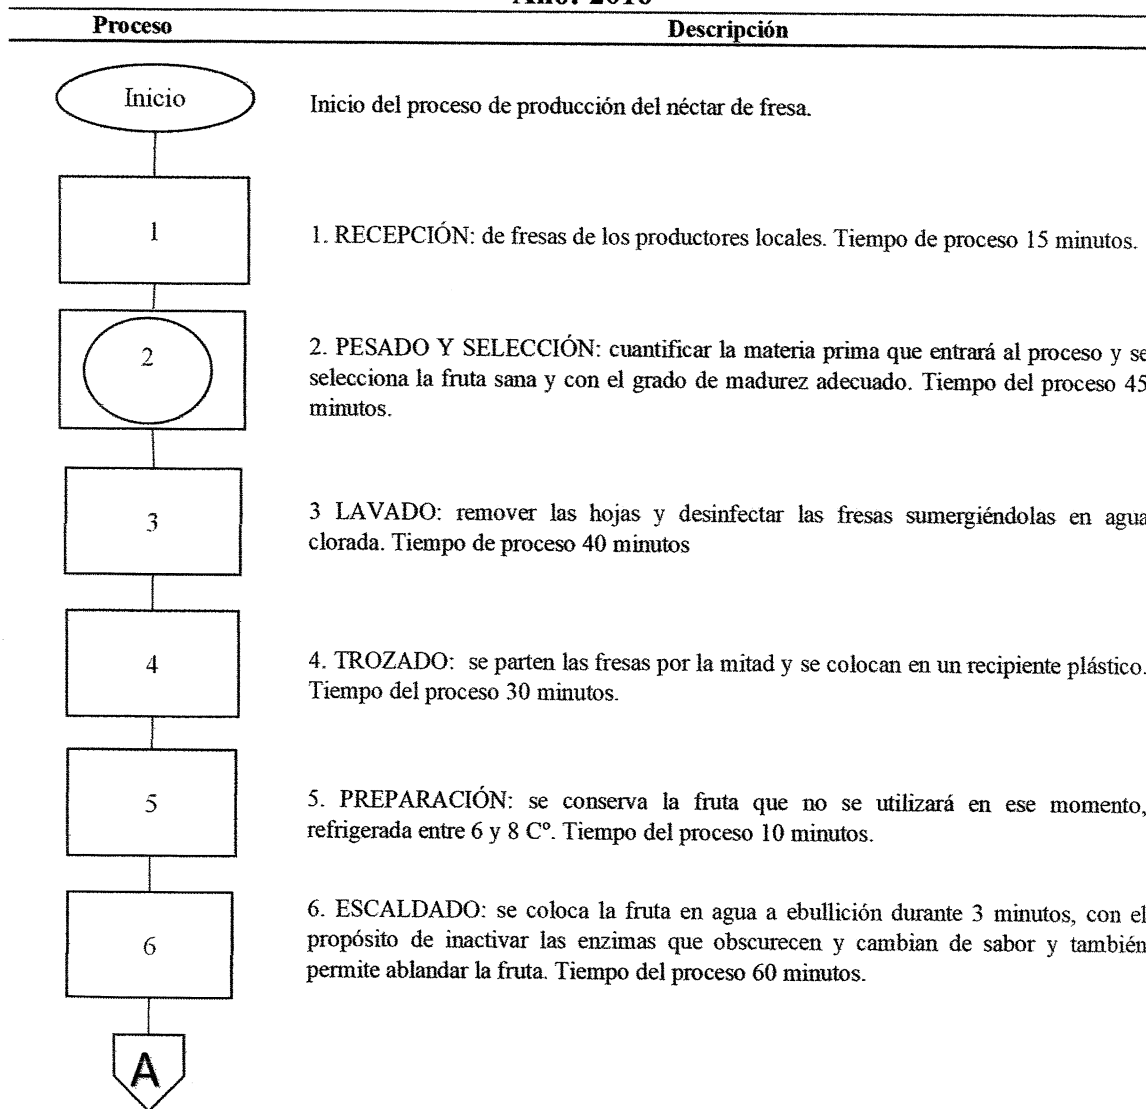 Proceso Descripción
Inicio
Inicio del proceso de producción del néctar de fresa.
1
1. RECEPCIÓN: de fresas de los productores locales. Tiempo de proceso 15 minutos.
2
2. PESADO Y SELECCIÓN: cuantificar la materia prima que entrará al proceso y se
selecciona la fruta sana y con el grado de madurez adecuado. Tiempo del proceso 45
minutos.
3
3 LAVADO: remover las hojas y desinfectar las fresas sumergiéndolas en agua
clorada. Tiempo de proceso 40 minutos
4
4. TROZADO: se parten las fresas por la mitad y se colocan en un recipiente plástico.
Tiempo del proceso 30 minutos.
5
5. PREPARACIÓN: se conserva la fruta que no se utilizará en ese momento,
refrigerada entre 6 y 8 Cº. Tiempo del proceso 10 minutos.
6
6. ESCALDADO: se coloca la fruta en agua a ebullición durante 3 minutos, con el
propósito de inactivar las enzimas que obscurecen y cambian de sabor y también
permite ablandar la fruta. Tiempo del proceso 60 minutos.
A